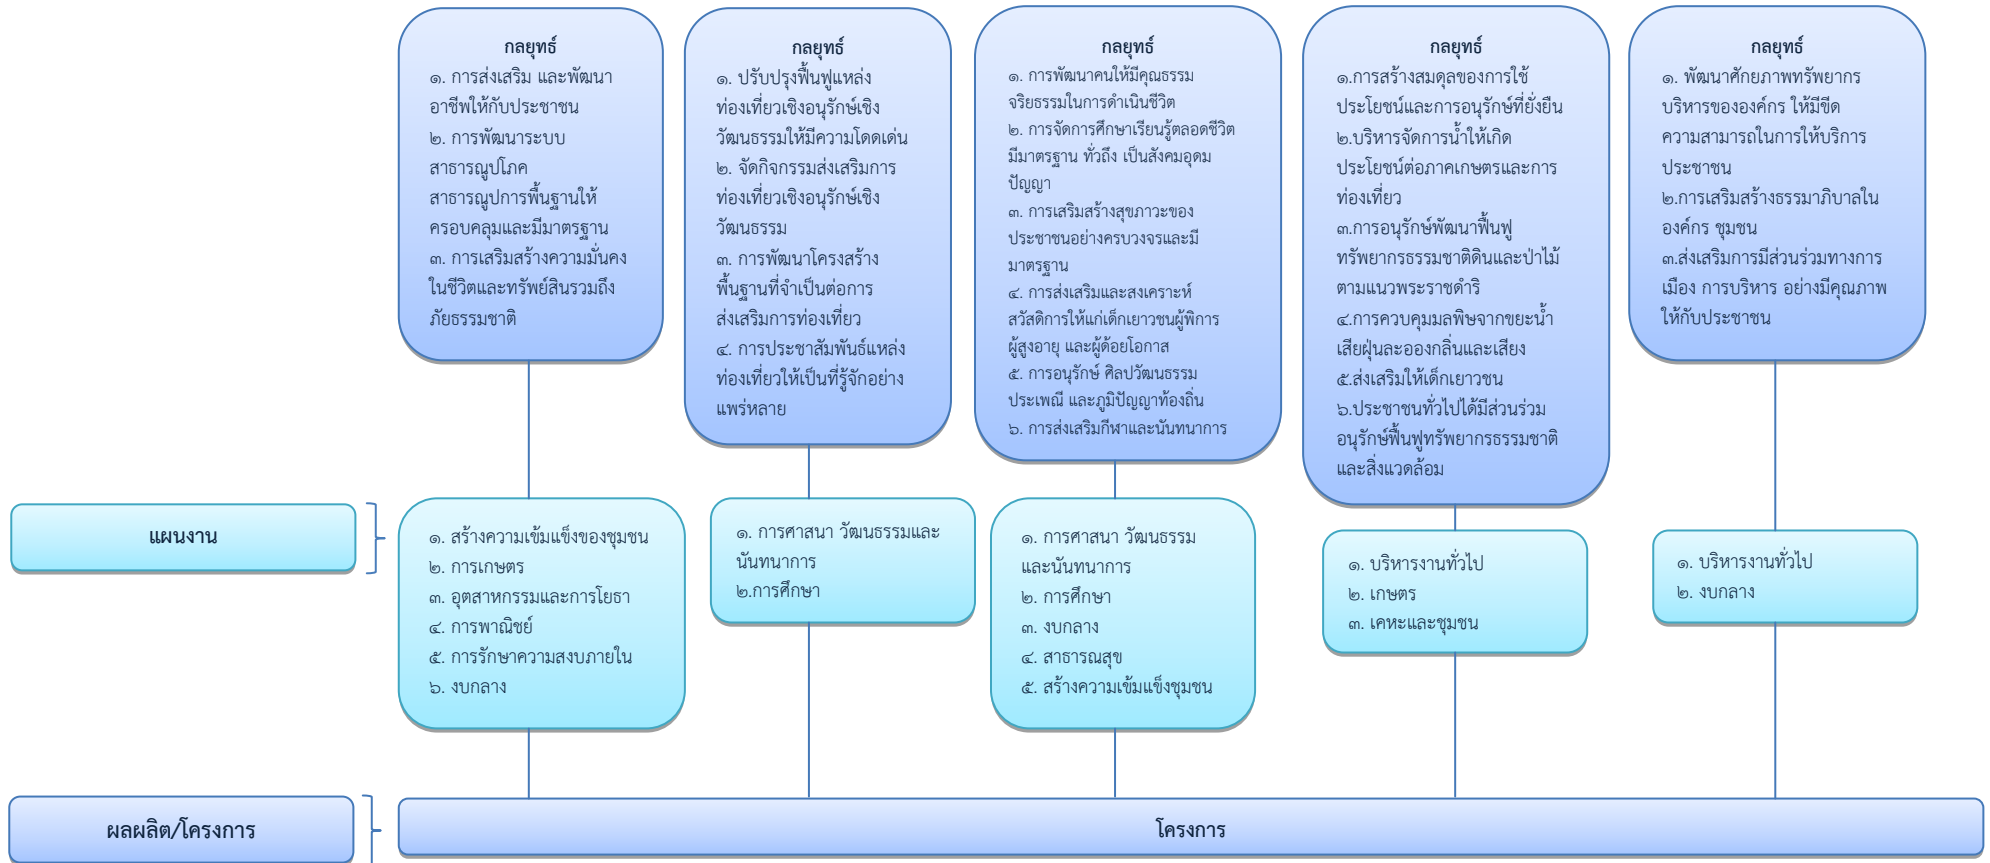 กลยุทธ์
๑. การส่งเสริม และพัฒนา
อาชีพให้กับประชาชน
๒. การพัฒนาระบบ
สาธารณูปโภค
สาธารณูปการพื้นฐานให้
ครอบคลุมและมีมาตรฐาน
๓. การเสริมสร้างความมั่นคง
ในชีวิตและทรัพย์สินรวมถึง
ภัยธรรมชาติ
กลยุทธ์
๑. ปรับปรุงฟื้นฟูแหล่ง
ท่องเที่ยวเชิงอนุรักษ์เชิง
วัฒนธรรมให้มีความโดดเด่น
๒. จัดกิจกรรมส่งเสริมการ
ท่องเที่ยวเชิงอนุรักษ์เชิง
วัฒนธรรม
๓. การพัฒนาโครงสร้าง
พื้นฐานที่จำเป็นต่อการ
ส่งเสริมการท่องเที่ยว
๔. การประชาสัมพันธ์แหล่ง
ท่องเที่ยวให้เป็นที่รู้จักอย่าง
แพร่หลาย
กลยุทธ์
๑. การพัฒนาคนให้มีคุณธรรม
จริยธรรมในการดำเนินชีวิต
๒. การจัดการศึกษาเรียนรู้ตลอดชีวิต
มีมาตรฐาน ทั่วถึง เป็นสังคมอุดม
ปัญญา
๓. การเสริมสร้างสุขภาวะของ
ประชาชนอย่างครบวงจรและมี
มาตรฐาน
๔. การส่งเสริมและสงเคราะห์
สวัสดิการให้แก่เด็กเยาวชนผู้พิการ
ผู้สูงอายุ และผู้ด้อยโอกาส
๕. การอนุรักษ์ ศิลปวัฒนธรรม
ประเพณี และภูมิปัญญาท้องถิ่น
๖. การส่งเสริมกีฬาและนันทนาการ
กลยุทธ์
๑.การสร้างสมดุลของการใช้
ประโยชน์และการอนุรักษ์ที่ยั่งยืน
๒.บริหารจัดการน้ำให้เกิด
ประโยชน์ต่อภาคเกษตรและการ
ท่องเที่ยว
๓.การอนุรักษ์พัฒนาฟื้นฟู
ทรัพยากรธรรมชาติดินและป่าไม้
ตามแนวพระราชดำริ
๔.การควบคุมมลพิษจากขยะน้ำ
เสียฝุ่นละอองกลิ่นและเสียง
๕.ส่งเสริมให้เด็กเยาวชน
๖.ประชาชนทั่วไปได้มีส่วนร่วม
อนุรักษ์ฟื้นฟูทรัพยากรธรรมชาติ
และสิ่งแวดล้อม
กลยุทธ์
๑. พัฒนาศักยภาพทรัพยากร
บริหารขององค์กร ให้มีขีด
ความสามารถในการให้บริการ
ประชาชน
๒.การเสริมสร้างธรรมาภิบาลใน
องค์กร ชุมชน
๓.ส่งเสริมการมีส่วนร่วมทางการ
เมือง การบริหาร อย่างมีคุณภาพ
ให้กับประชาชน
แผนงาน
๑. สร้างความเข้มแข็งของชุมชน
๒. การเกษตร
๓. อุตสาหกรรมและการโยธา
๔. การพาณิชย์
๕. การรักษาความสงบภายใน
๖. งบกลาง
๑. การศาสนา วัฒนธรรมและ
นันทนาการ
๒.การศึกษา
๑. การศาสนา วัฒนธรรม
และนันทนาการ
๒. การศึกษา
๓. งบกลาง
๔. สาธารณสุข
๕. สร้างความเข้มแข็งชุมชน
๑. บริหารงานทั่วไป
๒. เกษตร
๓. เคหะและชุมชน
๑. บริหารงานทั่วไป
๒. งบกลาง
ผลผลิต/โครงการ
โครงการ